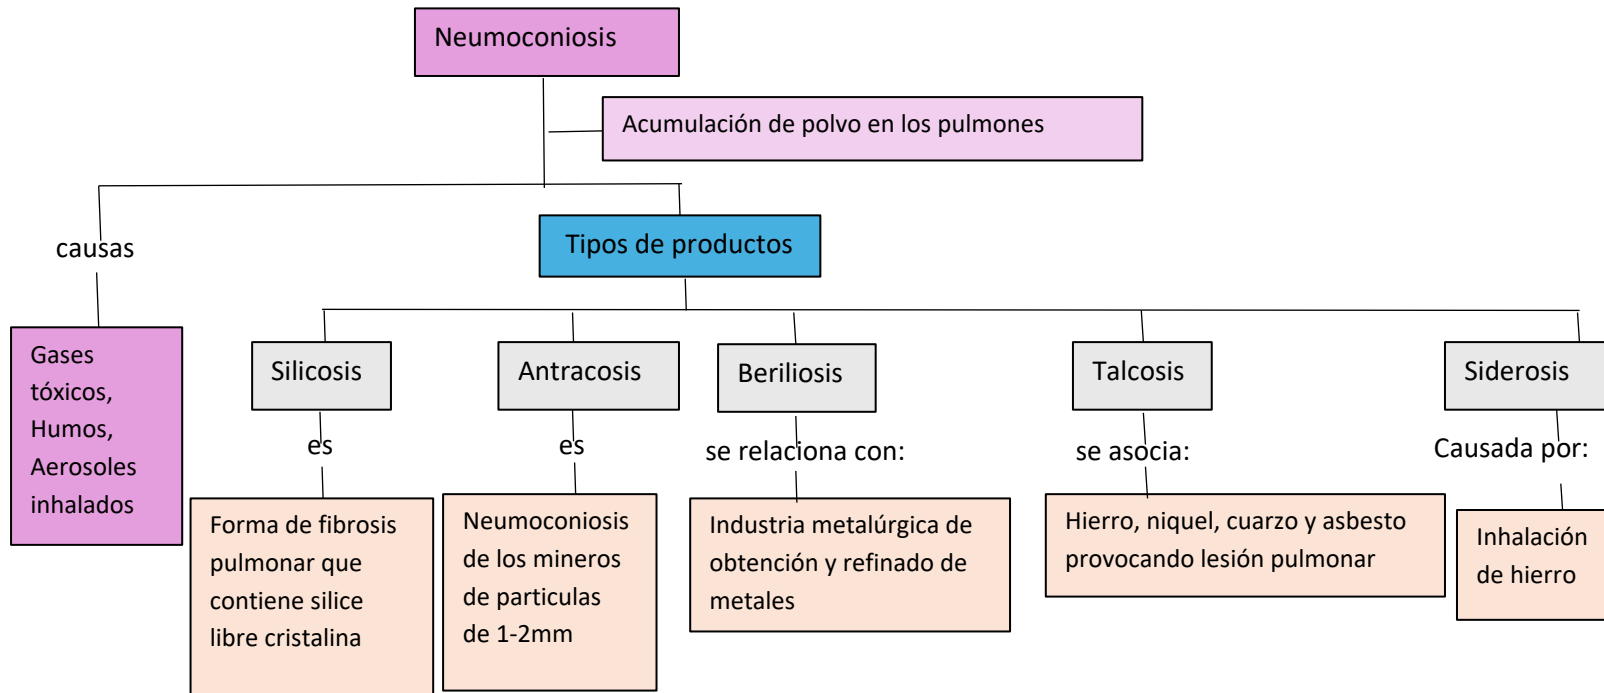 Neumoconiosis
Acumulación de polvo en los pulmones
causas
Tipos de productos
Gases
tóxicos,
Humos,
Aerosoles
inhalados
Silicosis
es
Forma de fibrosis
pulmonar que
contiene silice
libre cristalina
Antracosis
es
Neumoconiosis
de los mineros
de particulas
de 1-2mm
Beriliosis
se relaciona con:
Industria metalúrgica de
obtención y refinado de
metales
Talcosis
se asocia:
Hierro, niquel, cuarzo y asbesto
provocando lesión pulmonar
Siderosis
Causada por:
Inhalación
de hierro